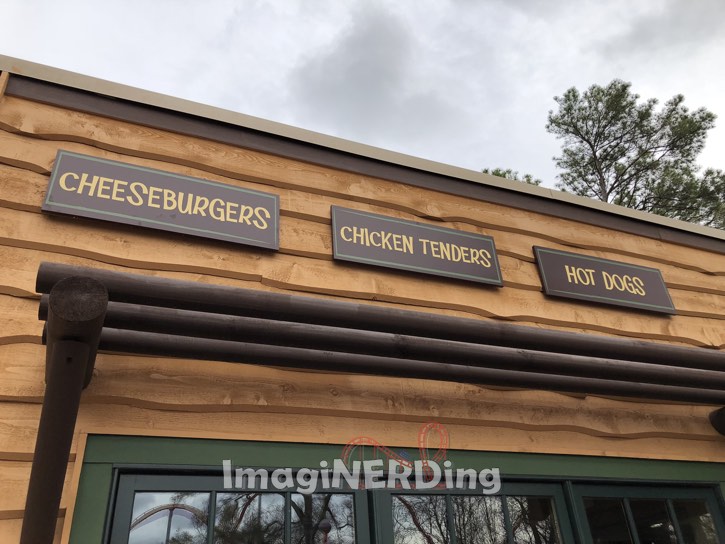 CHEESEBURGERS
CHICKEN TENDERS
HOT DOGS
ImagiNERDing